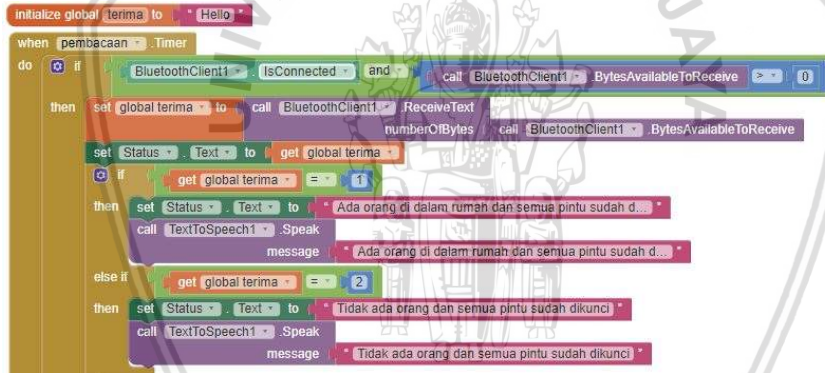 initialize global terima to " Hello "
when pembacaan .Timer
do if BluetoothClient1 . IsConnected and call BluetoothClient1 .BytesAvailableToReceive > 0
then set global terima to call BluetoothClient1 .ReceiveText
numberOfBytes call BluetoothClient1 .BytesAvailableToReceive
set Status . Text to get global terima
if get global terima = 1
then set Status . Text to " Ada orang di dalam rumah dan semua pintu sudah d... "
call TextToSpeech1 .Speak
message " Ada orang di dalam rumah dan semua pintu sudah d... "
else if get global terima = 2
then set Status . Text to " Tidak ada orang dan semua pintu sudah dikunci "
call TextToSpeech1 .Speak
message " Tidak ada orang dan semua pintu sudah dikunci "